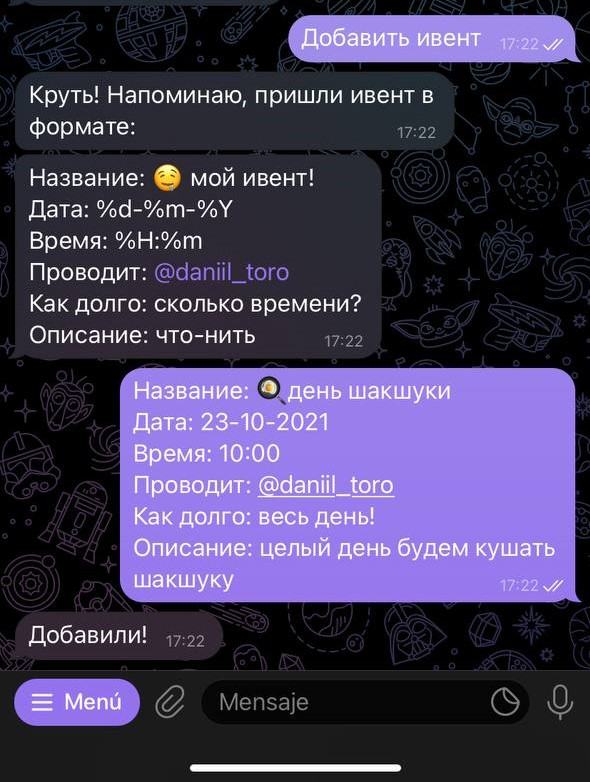 Добавить ивент 17:22
Круть! Напоминаю, пришли ивент в
формате: 17:22
Название: 🤤 мой ивент!
Дата: %d-%m-%Y
Время: %H:%m
Проводит: @daniil_toro
Как долго: сколько времени?
Описание: что-нить 17:22
Название: 🍳день шакшуки
Дата: 23-10-2021
Время: 10:00
Проводит: @daniil_toro
Как долго: весь день!
Описание: целый день будем кушать
шакшуку 17:22
Добавили! 17:22
Menú Mensaje